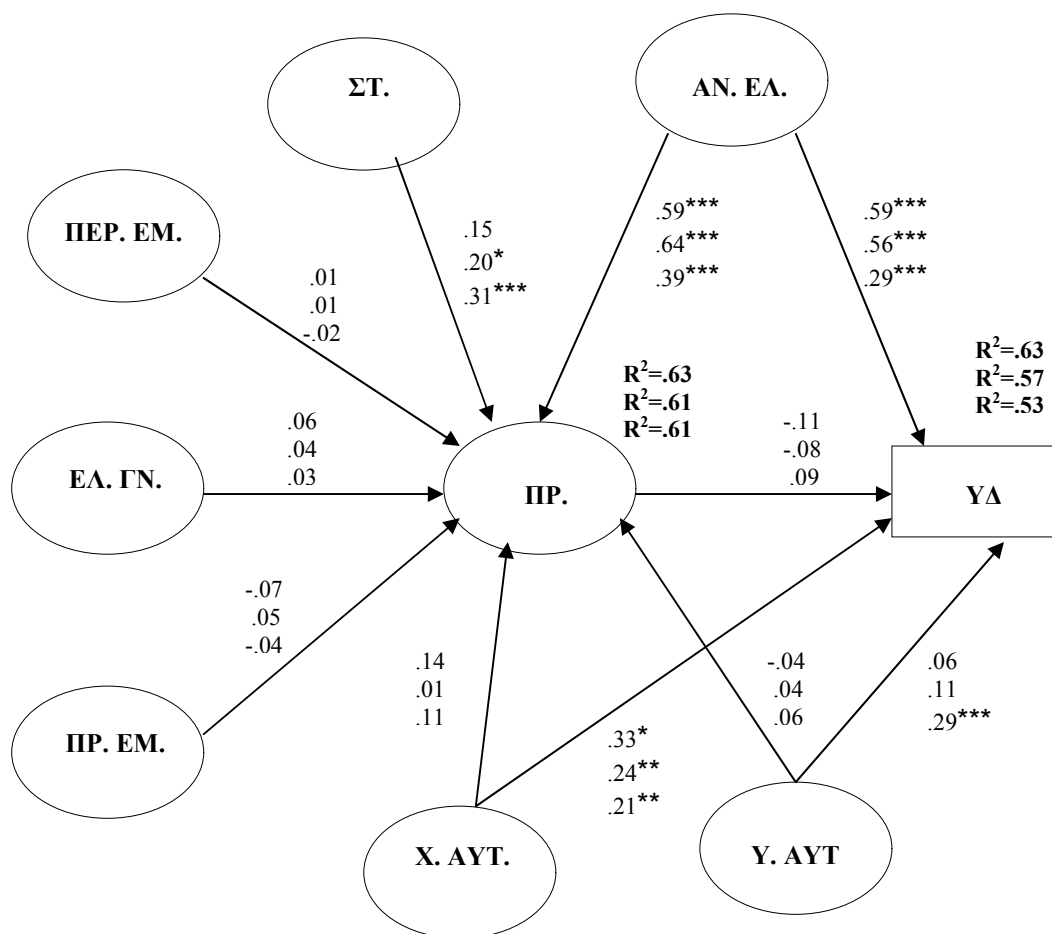 ΣΤ.
ΑΝ. ΕΛ.
ΠΕΡ. ΕΜ.
.15
.20*
.31***
.59***
.64***
.39***
.59***
.56***
.29***
.01
.01
-.02
R²=.63
R²=.61
R²=.61
R²=.63
R²=.57
R²=.53
.06
.04
.03
-.11
-.08
.09
ΕΛ. ΓΝ.
ΠΡ.
ΥΔ
-.07
.05
-.04
.14
.01
.11
-.04
.04
.06
.06
.11
.29***
ΠΡ. ΕΜ.
.33*
.24**
.21**
Χ. ΑΥΤ.
Υ. ΑΥΤ